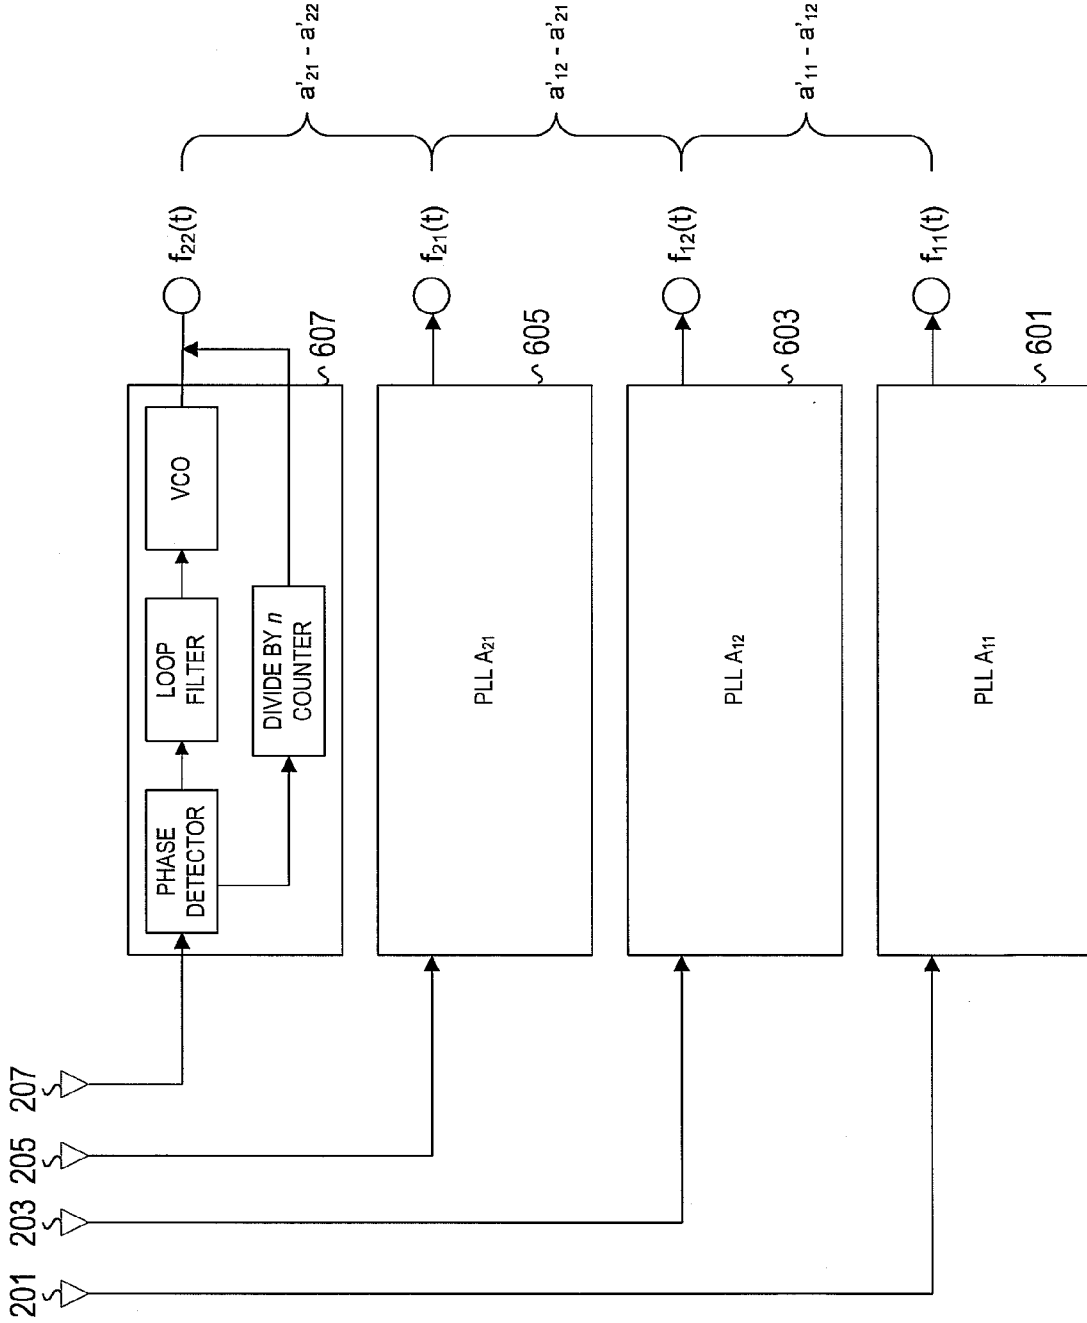 201
203
205
207
PHASE
DETECTOR
LOOP
FILTER
VCO
DIVIDE BY n
COUNTER
607
f₂₂(t)
a'₂₁ - a'₂₂
PLL A₂₁
605
f₂₁(t)
a'₁₂ - a'₂₁
PLL A₁₂
603
f₁₂(t)
a'₁₁ - a'₁₂
PLL A₁₁
601
f₁₁(t)